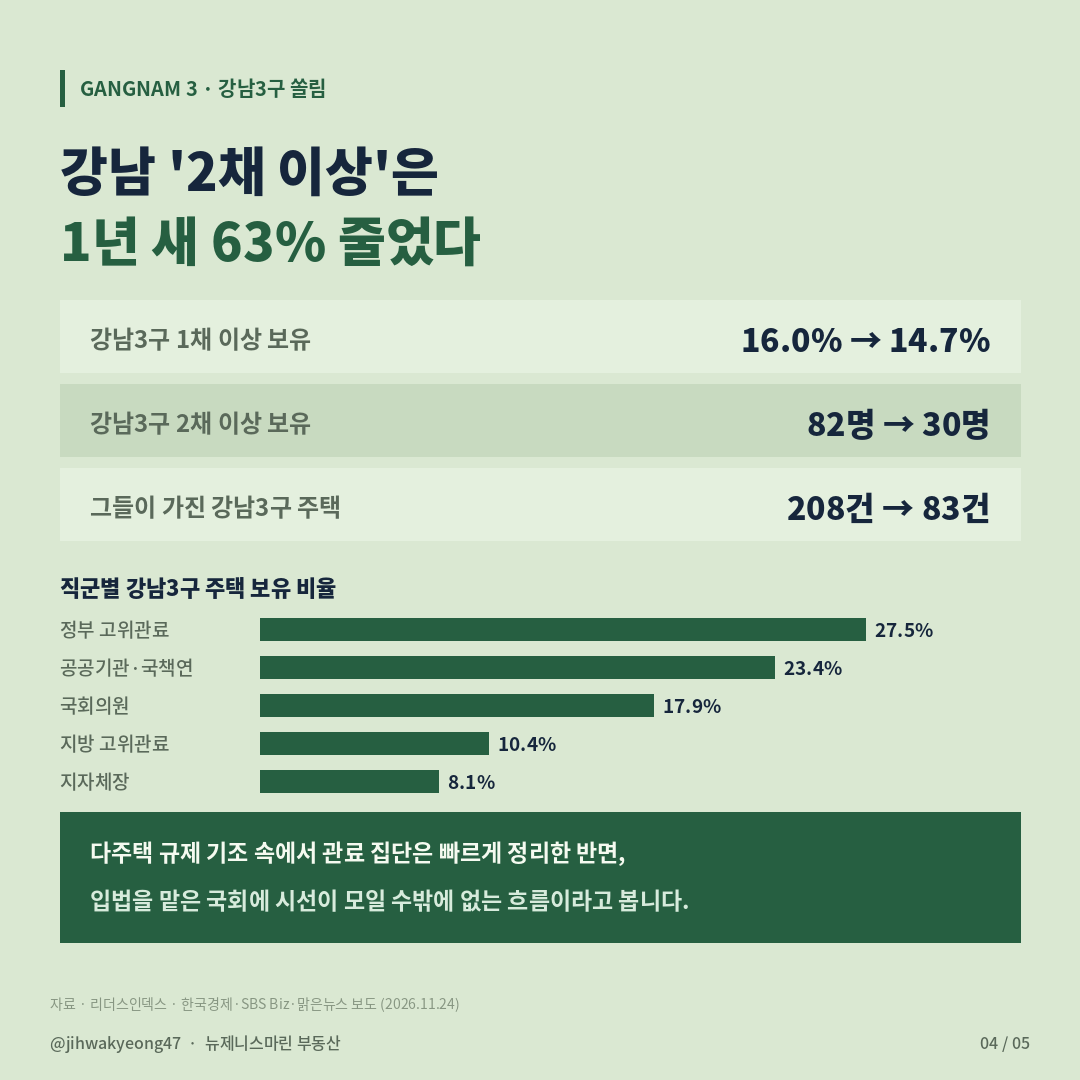 GANGNAM 3 · 강남3구 쏠림
강남 '2채 이상'은
1년 새 63% 줄었다
강남3구 1채 이상 보유 16.0% → 14.7%
강남3구 2채 이상 보유 82명 → 30명
그들이 가진 강남3구 주택 208건 → 83건
직군별 강남3구 주택 보유 비율
정부 고위관료 27.5%
공공기관·국책연 23.4%
국회의원 17.9%
지방 고위관료 10.4%
지자체장 8.1%
다주택 규제 기조 속에서 관료 집단은 빠르게 정리한 반면,
입법을 맡은 국회에 시선이 모일 수밖에 없는 흐름이라고 봅니다.
자료 · 리더스인덱스 · 한국경제·SBS Biz·맑은뉴스 보도 (2026.11.24)
@jihwakyeong47 · 뉴제니스마린 부동산 04 / 05